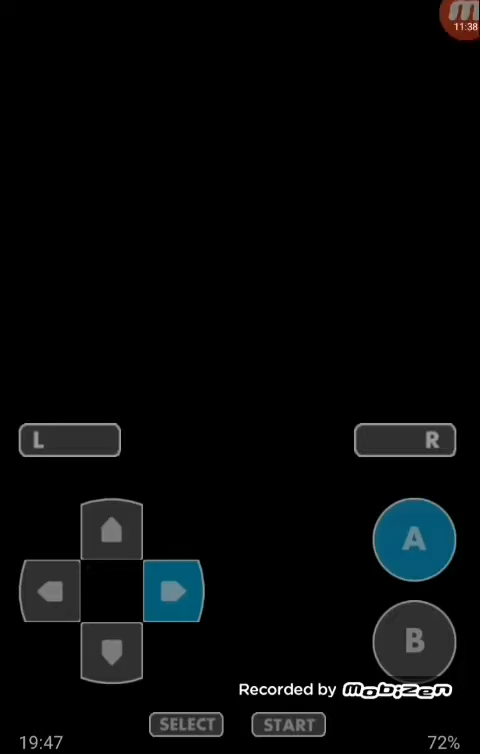 M
11:38
L
R
A
B
Recorded by mobizen
SELECT
START
19:47
72%